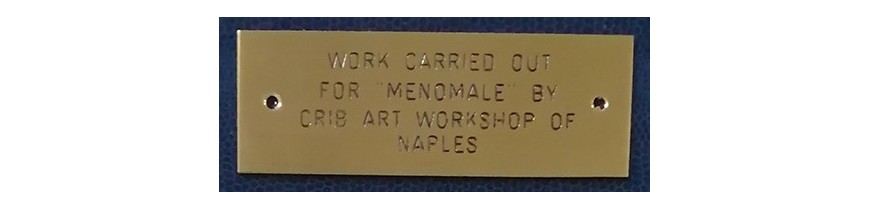 WORK CARRIED OUT
FOR "MENOMALE" BY
CRIB ART WORKSHOP OF
NAPLES